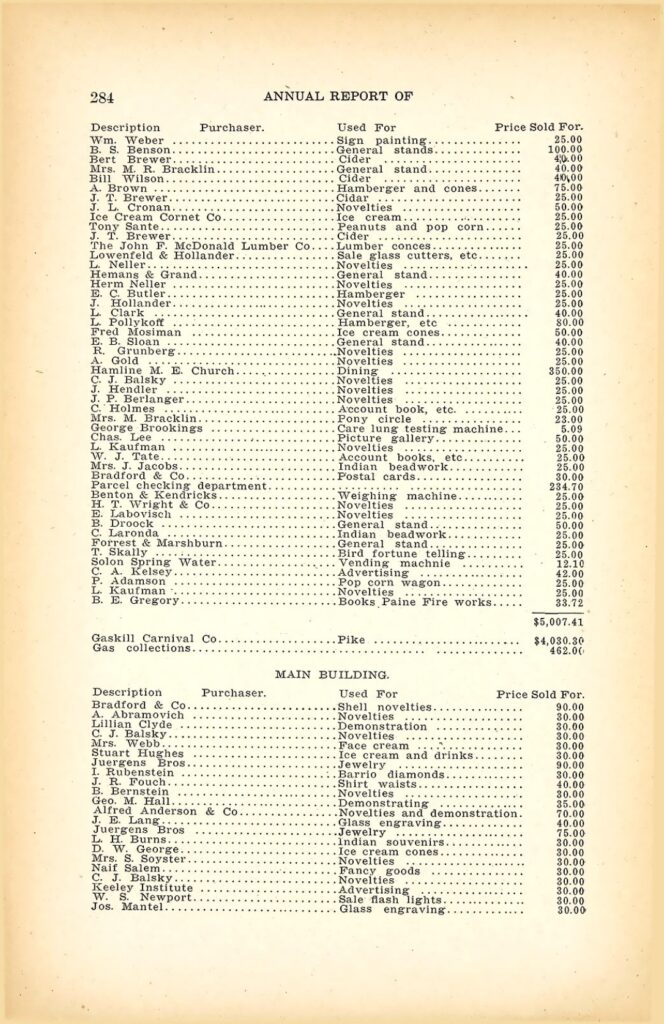 284 ANNUAL REPORT OF
Description Purchaser. Used For Price Sold For.
Wm. Weber ........................Sign painting............... 25.00
B. S. Benson........................General stands............... 100.00
Bert Brewer........................Cider ..................... 40.00
Mrs. M. R. Bracklin..................General stand............... 40.00
Bill Wilson........................Cider ..................... 40.00
A. Brown ........................Hamberger and cones....... 75.00
J. T. Brewer........................Cidar ..................... 25.00
J. L. Cronan........................Novelties .................. 50.00
Ice Cream Cornet Co..................Ice cream.................. 25.00
Tony Sante........................Peanuts and pop corn...... 25.00
J. T. Brewer........................Cider ..................... 25.00
The John F. McDonald Lumber Co...Lumber conces............... 25.00
Lowenfeld & Hollander...............Sale glass cutters, etc....... 25.00
L. Neller........................Novelties .................. 25.00
Hemans & Grand.....................General stand............... 40.00
Herm Neller .....................Novelties .................. 25.00
E. C. Butler........................Hamberger .................. 25.00
J. Hollander........................Novelties .................. 25.00
L. Clark ........................General stand............... 40.00
L. Pollykoff .....................Hamberger, etc ............ 80.00
Fred Mosiman .....................Ice cream cones............ 50.00
E. B. Sloan .....................General stand............... 40.00
R. Grunberg........................Novelties .................. 25.00
A. Gold ........................Novelties .................. 25.00
Hamline M. E. Church...............Dining ..................... 350.00
C. J. Balsky .....................Novelties .................. 25.00
J. Hendler .....................Novelties .................. 25.00
J. P. Berlanger.....................Novelties .................. 25.00
C. Holmes ........................Account book, etc. .......... 25.00
Mrs. M. Bracklin.....................Pony circle ............... 23.00
George Brookings ..................Care lung testing machine... 5.09
Chas. Lee ........................Picture gallery............ 50.00
L. Kaufman .....................Novelties .................. 25.00
W. J. Tate........................Account books, etc......... 25.00
Mrs. J. Jacobs.....................Indian beadwork............ 25.00
Bradford & Co.....................Postal cards............... 30.00
Parcel checking department........................ 234.70
Benton & Kendricks..................Weighing machine......... 25.00
H. T. Wright & Co..................Novelties .................. 25.00
E. Labovisch .....................Novelties .................. 25.00
B. Droock ........................General stand............... 50.00
C. Laronda .....................Indian beadwork............ 25.00
Forrest & Marshburn..................General stand............... 25.00
T. Skally ........................Bird fortune telling......... 25.00
Solon Spring Water..................Vending machnie ......... 12.10
C. A. Kelsey........................Advertising ............... 42.00
P. Adamson .....................Pop corn wagon............ 25.00
L. Kaufman .....................Novelties .................. 25.00
B. E. Gregory.....................Books Paine Fire works..... 33.72
$5,007.41
Gaskill Carnival Co..................Pike ..................... $4,030.30
Gas collections........................ ............... 462.00
MAIN BUILDING.
Description Purchaser. Used For Price Sold For.
Bradford & Co.....................Shell novelties............ 90.00
A. Abramovich .....................Novelties .................. 30.00
Lillian Clyde .....................Demonstration ............ 30.00
C. J. Balsky........................Novelties .................. 30.00
Mrs. Webb........................Face cream ............... 30.00
Stuart Hughes .....................Ice cream and drinks....... 30.00
Juergens Bros.....................Jewelry .................. 90.00
I. Rubenstein .....................Barrio diamonds............ 30.00
J. R. Fouch........................Shirt waists............... 40.00
B. Bernstein .....................Novelties .................. 30.00
Geo. M. Hall.....................Demonstrating ............ 35.00
Alfred Anderson & Co...............Novelties and demonstration. 70.00
J. E. Lang........................Glass engraving............ 40.00
Juergens Bros .....................Jewelry .................. 75.00
L. H. Burns.....................Indian souvenirs............ 30.00
D. W. George.....................Ice cream cones............ 30.00
Mrs. S. Soyster.....................Novelties .................. 30.00
Naif Salem........................Fancy goods ............... 30.00
C. J. Balsky.....................Novelties .................. 30.00
Keeley Institute .....................Advertising ............... 30.00
W. S. Newport.....................Sale flash lights............ 30.00
Jos. Mantel........................Glass engraving............ 30.00